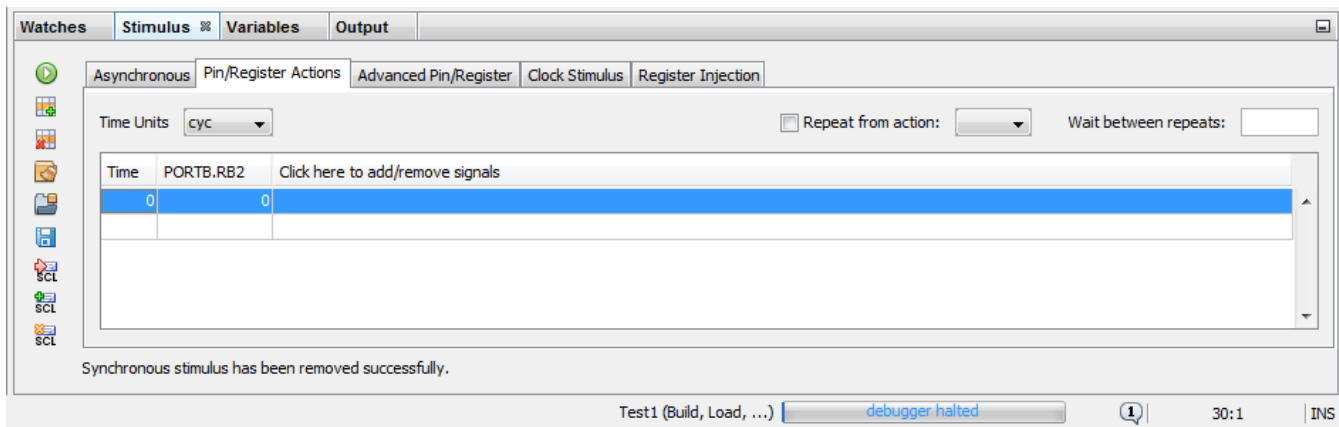 Watches Stimulus Variables Output
Asynchronous Pin/Register Actions Advanced Pin/Register Clock Stimulus Register Injection
Time Units cyc Repeat from action: Wait between repeats:
Time PORTB.RB2 Click here to add/remove signals
0 0
SCL
SCL
SCL
Synchronous stimulus has been removed successfully.
Test1 (Build, Load, ...) debugger halted 1 30:1 INS